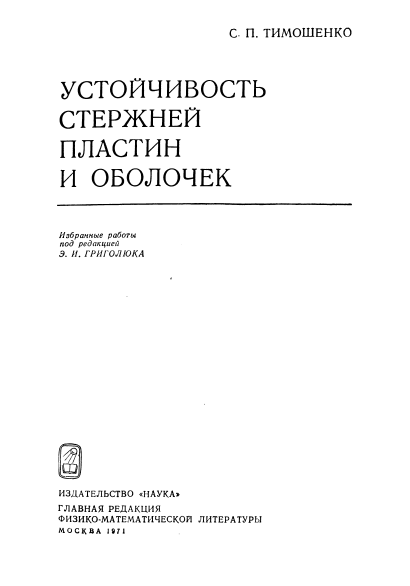 С. П. ТИМОШЕНКО
УСТОЙЧИВОСТЬ
СТЕРЖНЕЙ
ПЛАСТИН
И ОБОЛОЧЕК
Избранные работы
под редакцией
Э. И. ГРИГОЛЮКА
ИЗДАТЕЛЬСТВО «НАУКА»
ГЛАВНАЯ РЕДАКЦИЯ
ФИЗИКО-МАТЕМАТИЧЕСКОЙ ЛИТЕРАТУРЫ
МОСКВА 1971